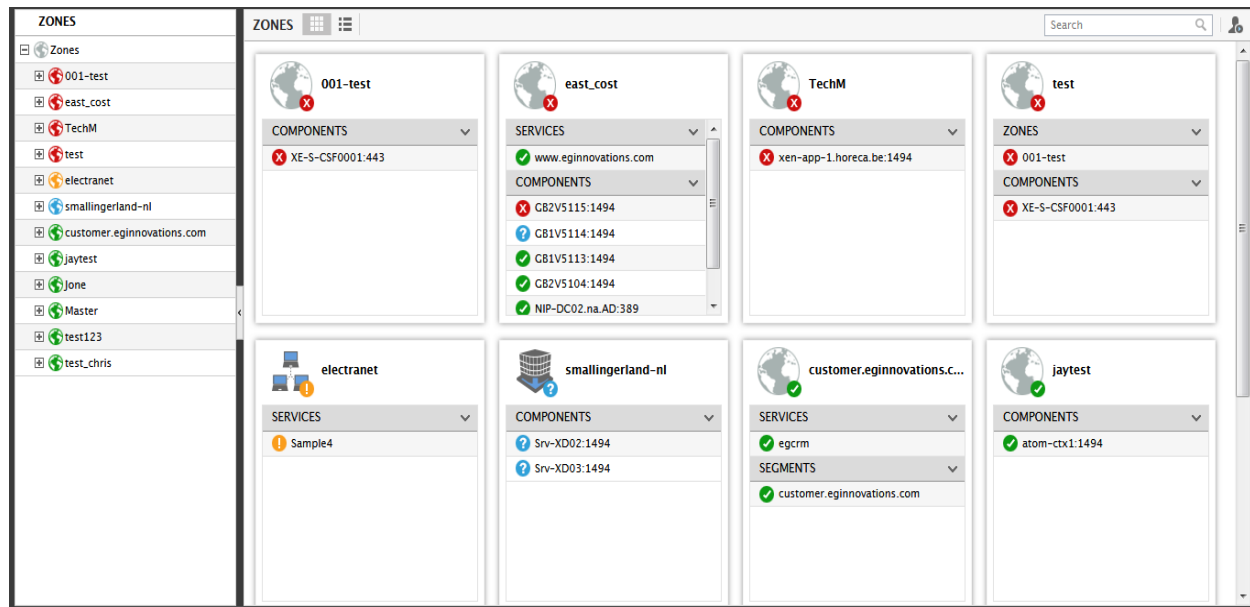 ZONES
Zones
001-test
east_cost
TechM
test
electranet
smallingerland-nl
customer.eginnovations.com
jaytest
Jone
Master
test123
test_chris
ZONES
Search
001-test
COMPONENTS
XE-S-CSF0001:443
east_cost
SERVICES
www.eginnovations.com
COMPONENTS
GB2V5115:1494
GB1V5114:1494
GB1V5113:1494
GB2V5104:1494
NIP-DC02.na.AD:389
TechM
COMPONENTS
xen-app-1.horeca.be:1494
test
ZONES
001-test
COMPONENTS
XE-S-CSF0001:443
electranet
SERVICES
Sample4
smallingerland-nl
COMPONENTS
Srv-XD02:1494
Srv-XD03:1494
customer.eginnovations.c...
SERVICES
egcrm
SEGMENTS
customer.eginnovations.com
jaytest
COMPONENTS
atom-ctx1:1494